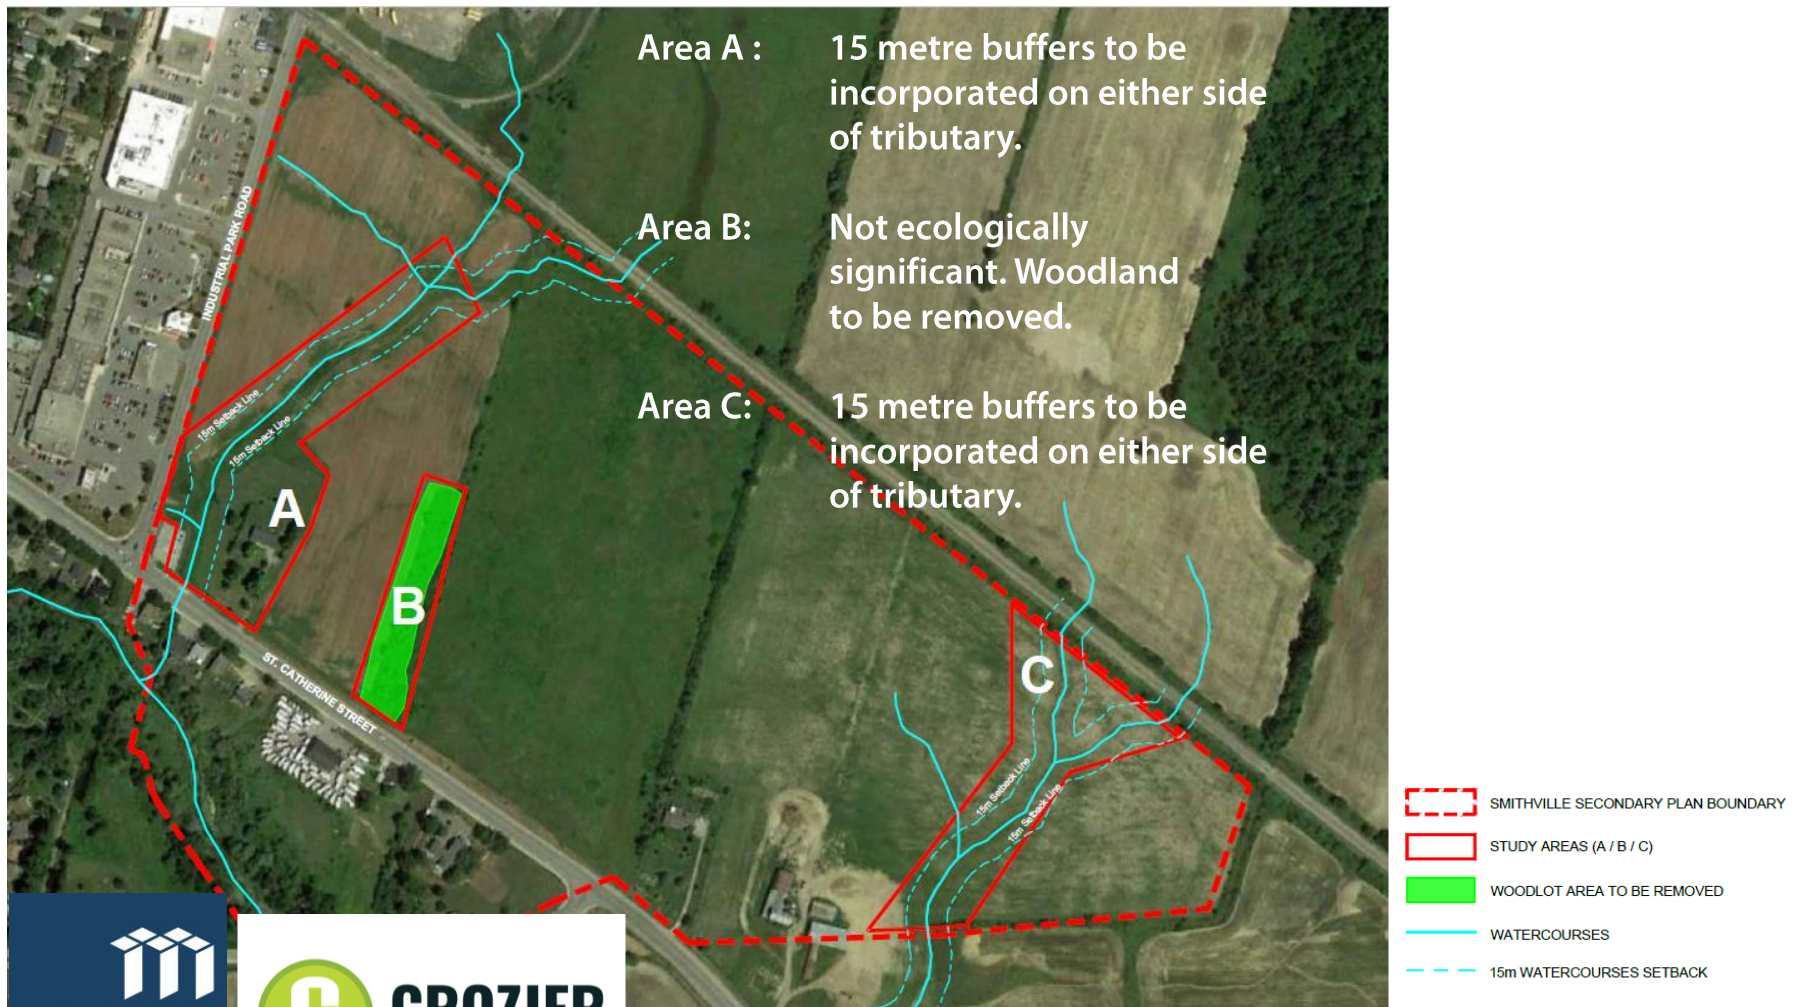 Area A : 15 metre buffers to be
incorporated on either side
of tributary.
Area B: Not ecologically
significant. Woodland
to be removed.
Area C: 15 metre buffers to be
incorporated on either side
of tributary.
INDUSTRIAL PARK ROAD
15m Setback Line
15m Setback Line
A
B
ST. CATHERINE STREET
C
15m Setback Line
15m Setback Line
SMITHVILLE SECONDARY PLAN BOUNDARY
STUDY AREAS (A / B / C)
WOODLOT AREA TO BE REMOVED
WATERCOURSES
15m WATERCOURSES SETBACK
m
CROZIER